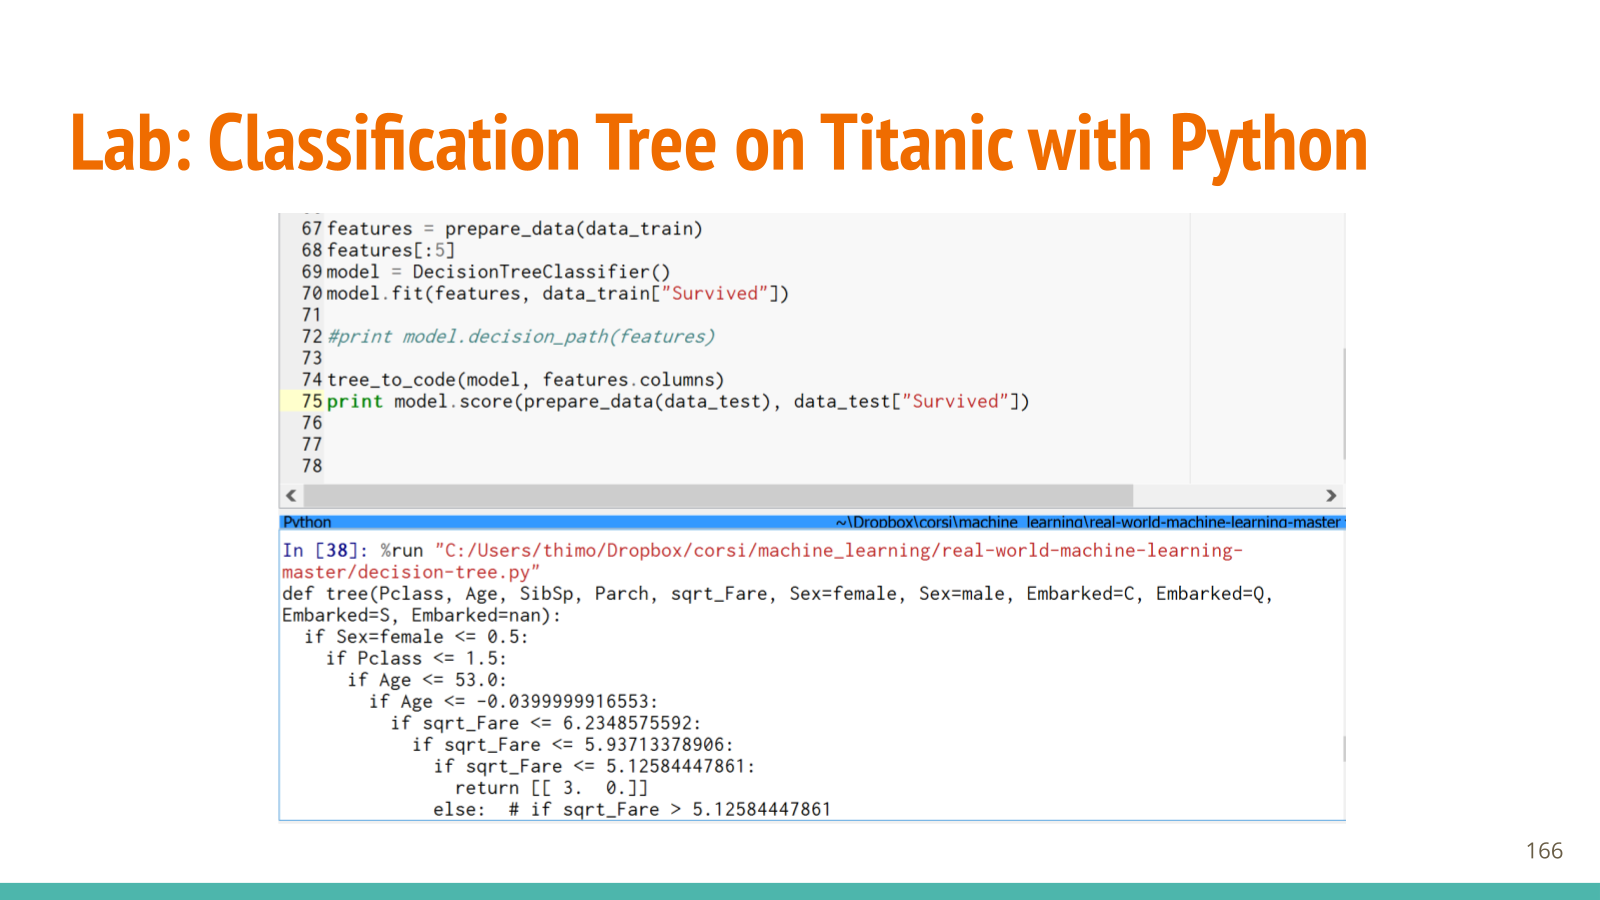 Lab: Classification Tree on Titanic with Python
67 features = prepare_data(data_train)
68 features[:5]
69 model = DecisionTreeClassifier()
70 model.fit(features, data_train["Survived"])
71
72 #print model.decision_path(features)
73
74 tree_to_code(model, features.columns)
75 print model.score(prepare_data(data_test), data_test["Survived"])
76
77
78
Python ~\Dropbox\corsi\machine_learning\real-world-machine-learning-master
In [38]: %run "C:/Users/thimo/Dropbox/corsi/machine_learning/real-world-machine-learning-
master/decision-tree.py"
def tree(Pclass, Age, SibSp, Parch, sqrt_Fare, Sex=female, Sex=male, Embarked=C, Embarked=Q,
Embarked=S, Embarked=nan):
if Sex=female <= 0.5:
if Pclass <= 1.5:
if Age <= 53.0:
if Age <= -0.0399999916553:
if sqrt_Fare <= 6.2348575592:
if sqrt_Fare <= 5.93713378906:
if sqrt_Fare <= 5.12584447861:
return [[ 3. 0.]]
else: # if sqrt_Fare > 5.12584447861
166